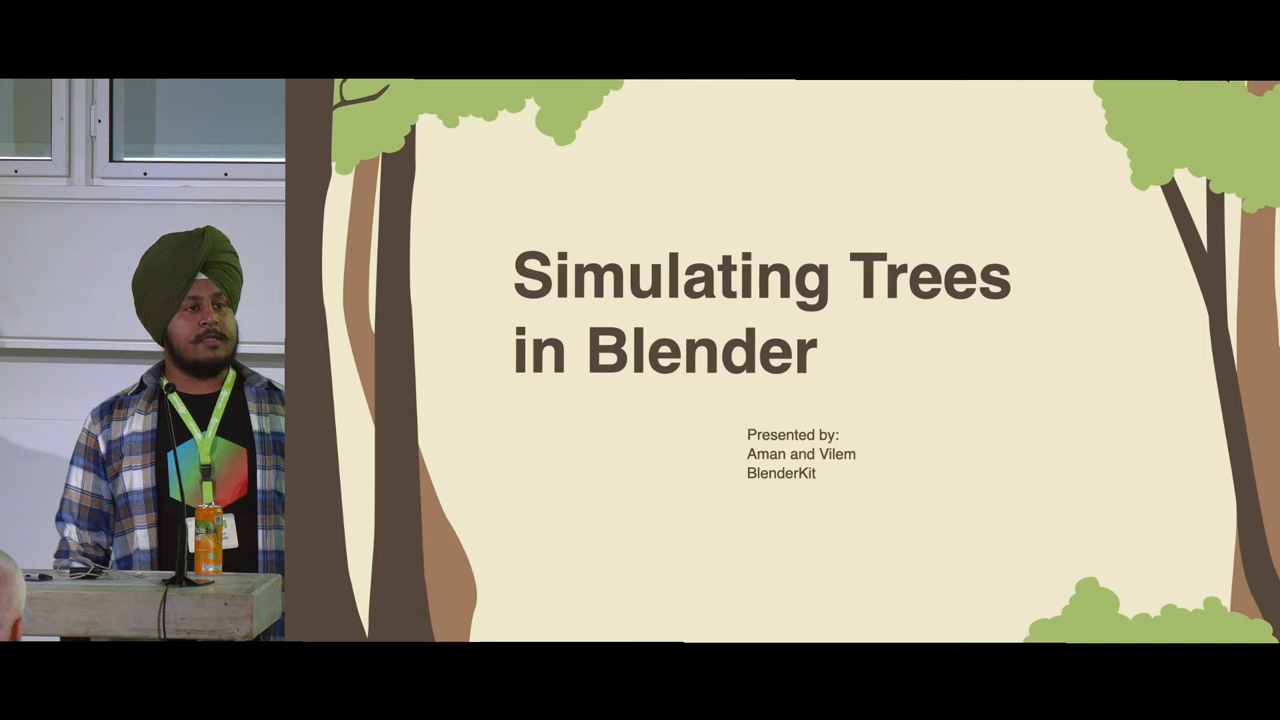 Simulating Trees
in Blender
Presented by:
Aman and Vilem
BlenderKit